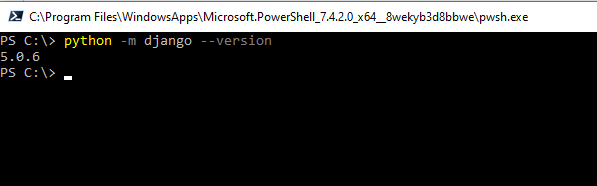 C:\Program Files\WindowsApps\Microsoft.PowerShell_7.4.2.0_x64__8wekyb3d8bbwe\pwsh.exe
PS C:\> python -m django --version
5.0.6
PS C:\>